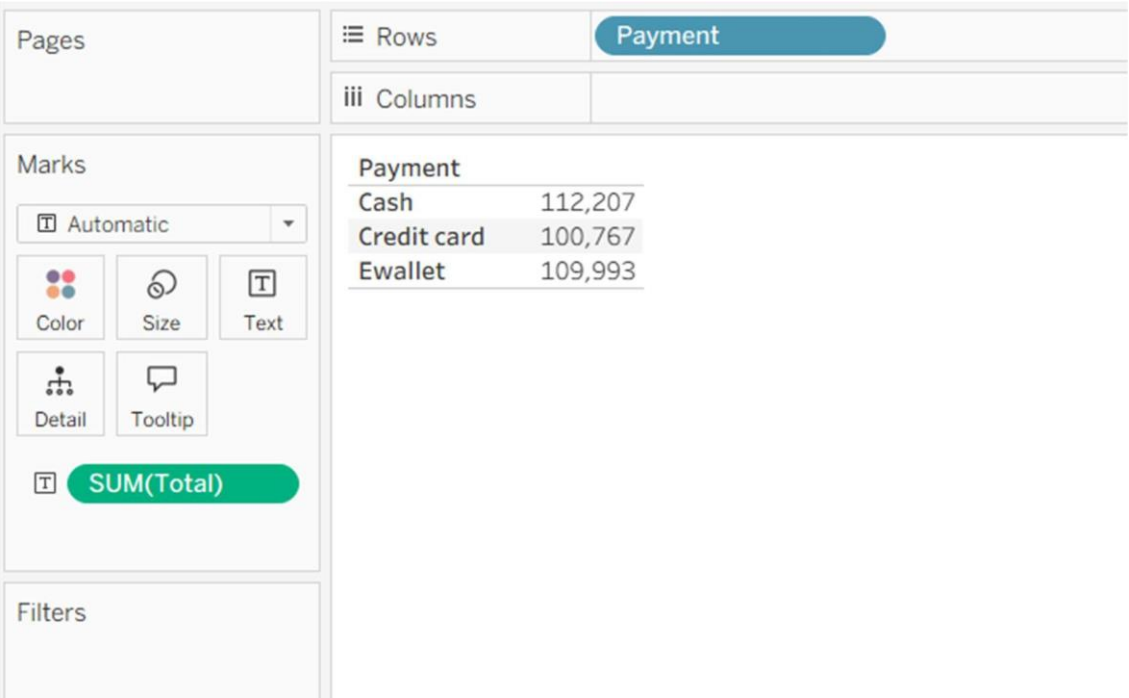 Pages
Rows Payment
Columns
Marks
Automatic
Color Size Text
Detail Tooltip
SUM(Total)
Filters
Payment
Cash 112,207
Credit card 100,767
Ewallet 109,993